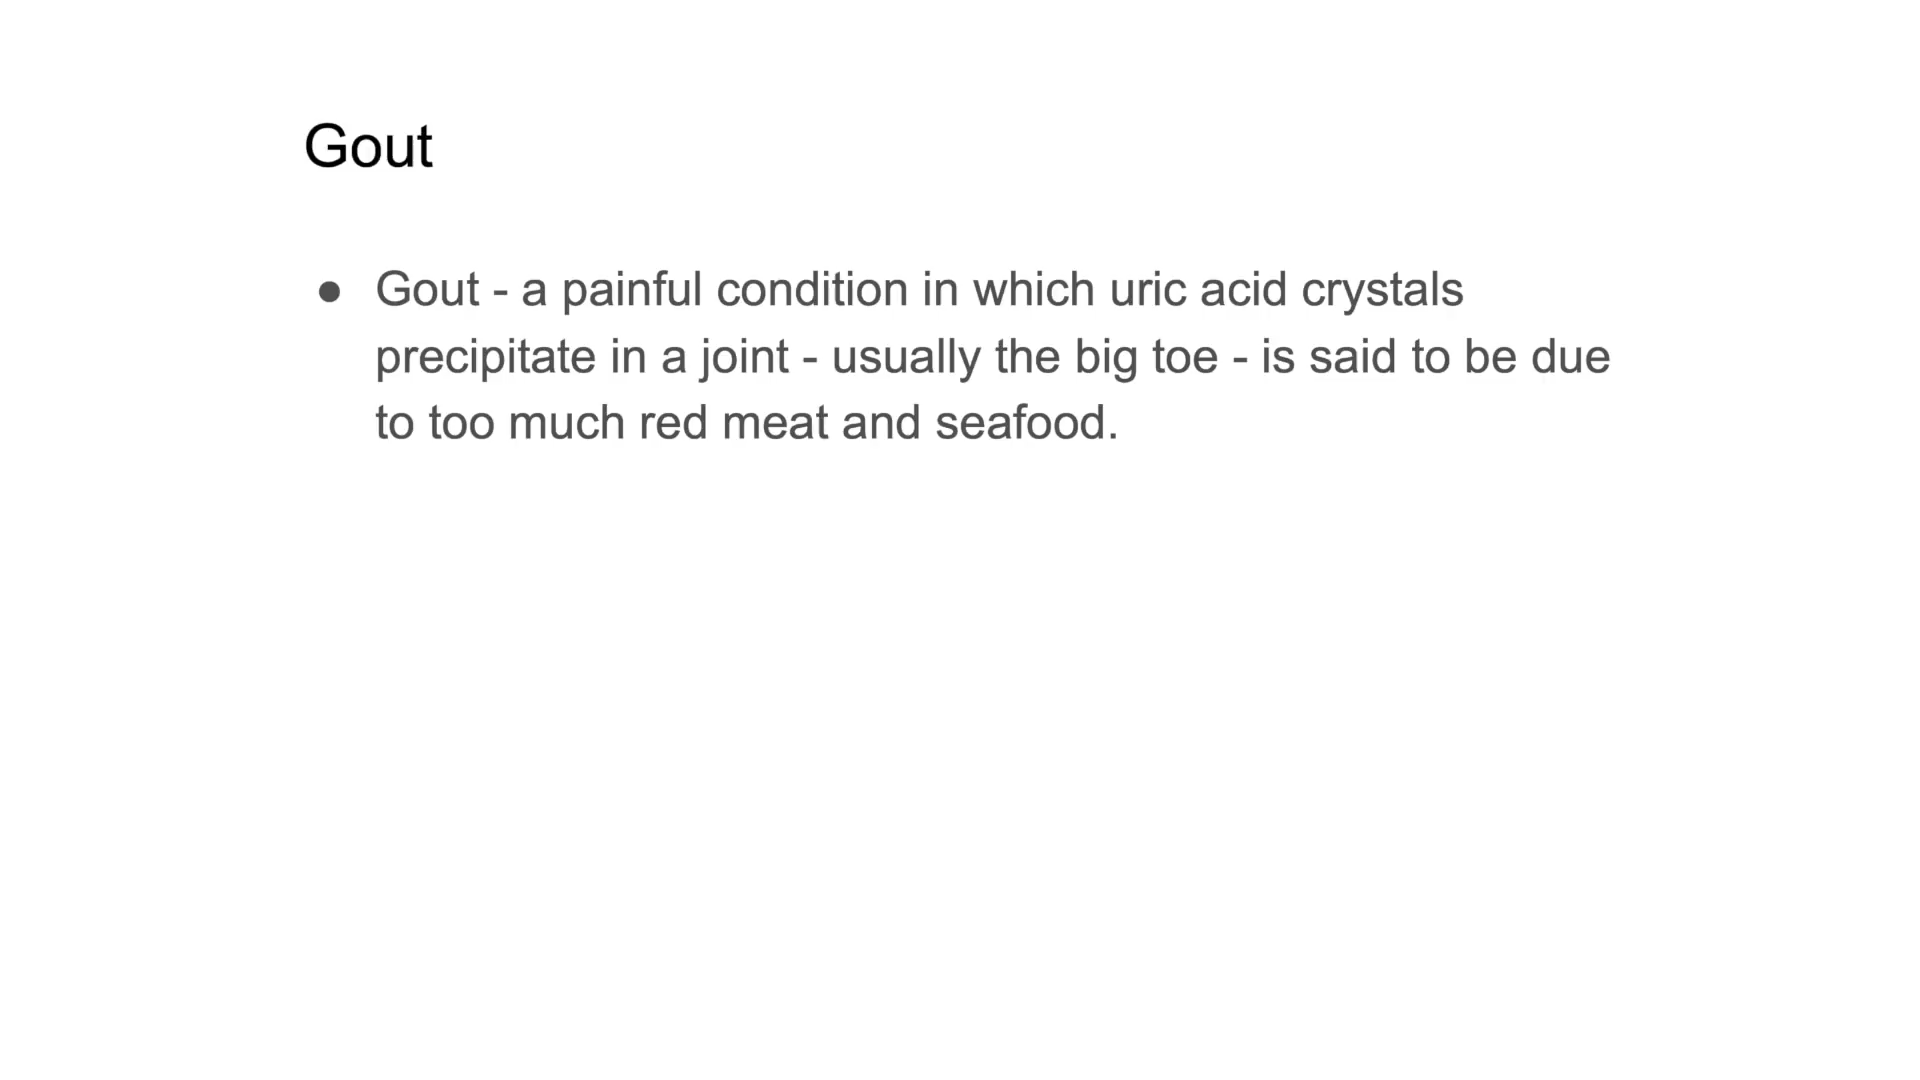 Gout
● Gout - a painful condition in which uric acid crystals
precipitate in a joint - usually the big toe - is said to be due
to too much red meat and seafood.